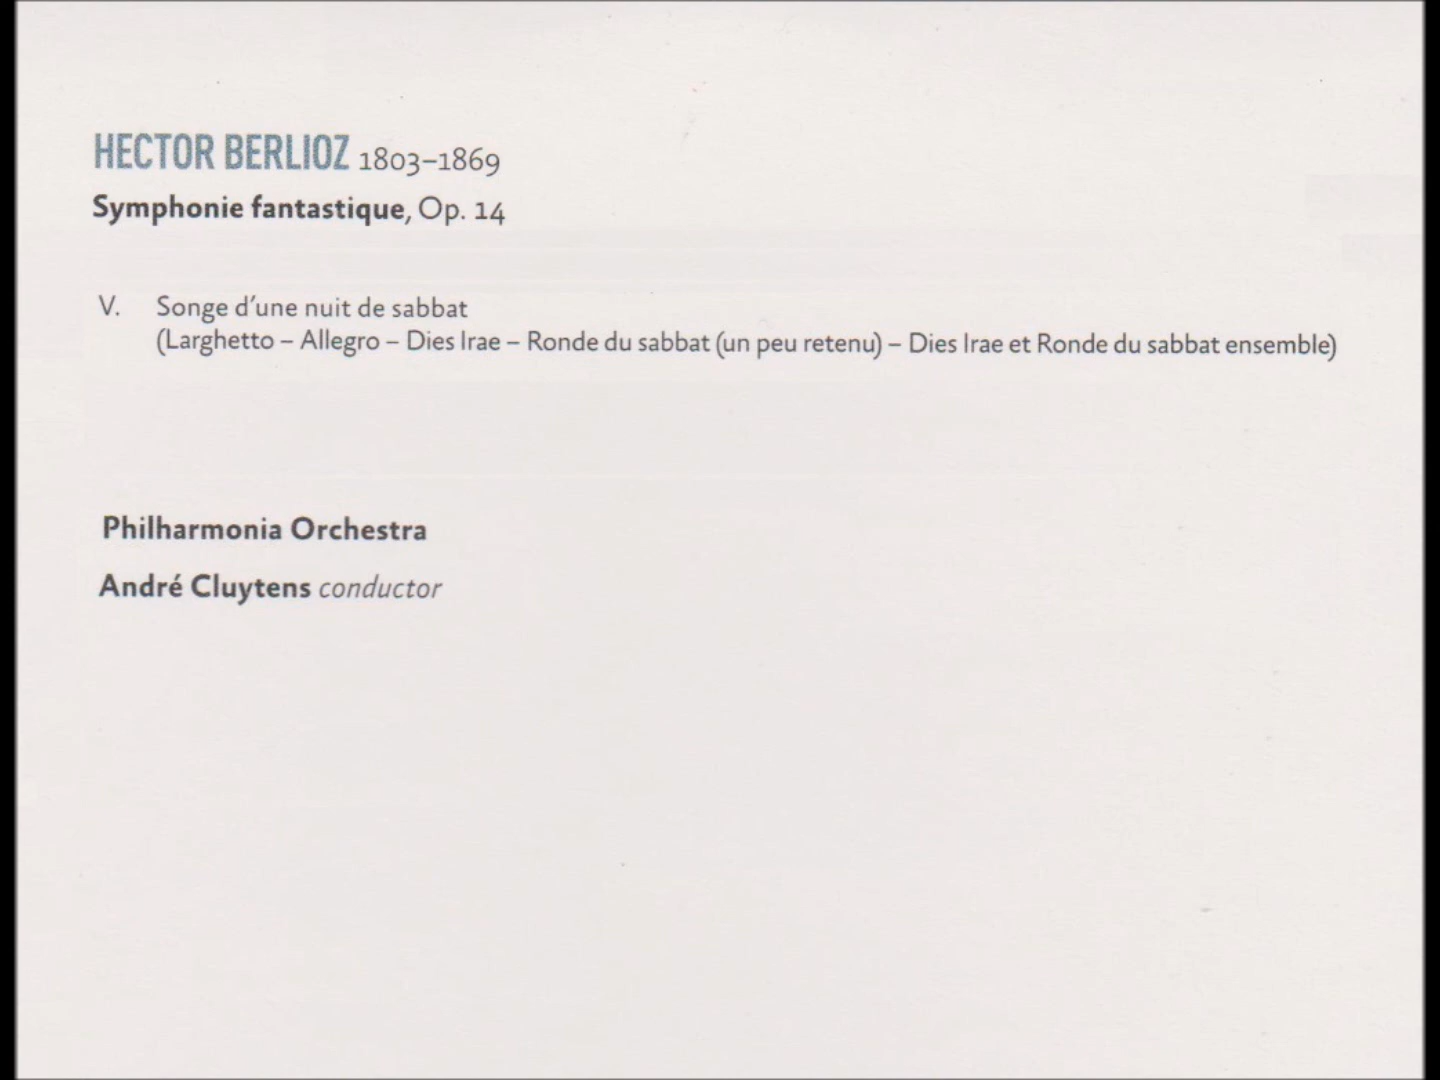 HECTOR BERLIOZ 1803–1869
Symphonie fantastique, Op. 14
V. Songe d'une nuit de sabbat
(Larghetto – Allegro – Dies Irae – Ronde du sabbat (un peu retenu) – Dies Irae et Ronde du sabbat ensemble)
Philharmonia Orchestra
André Cluytens conductor